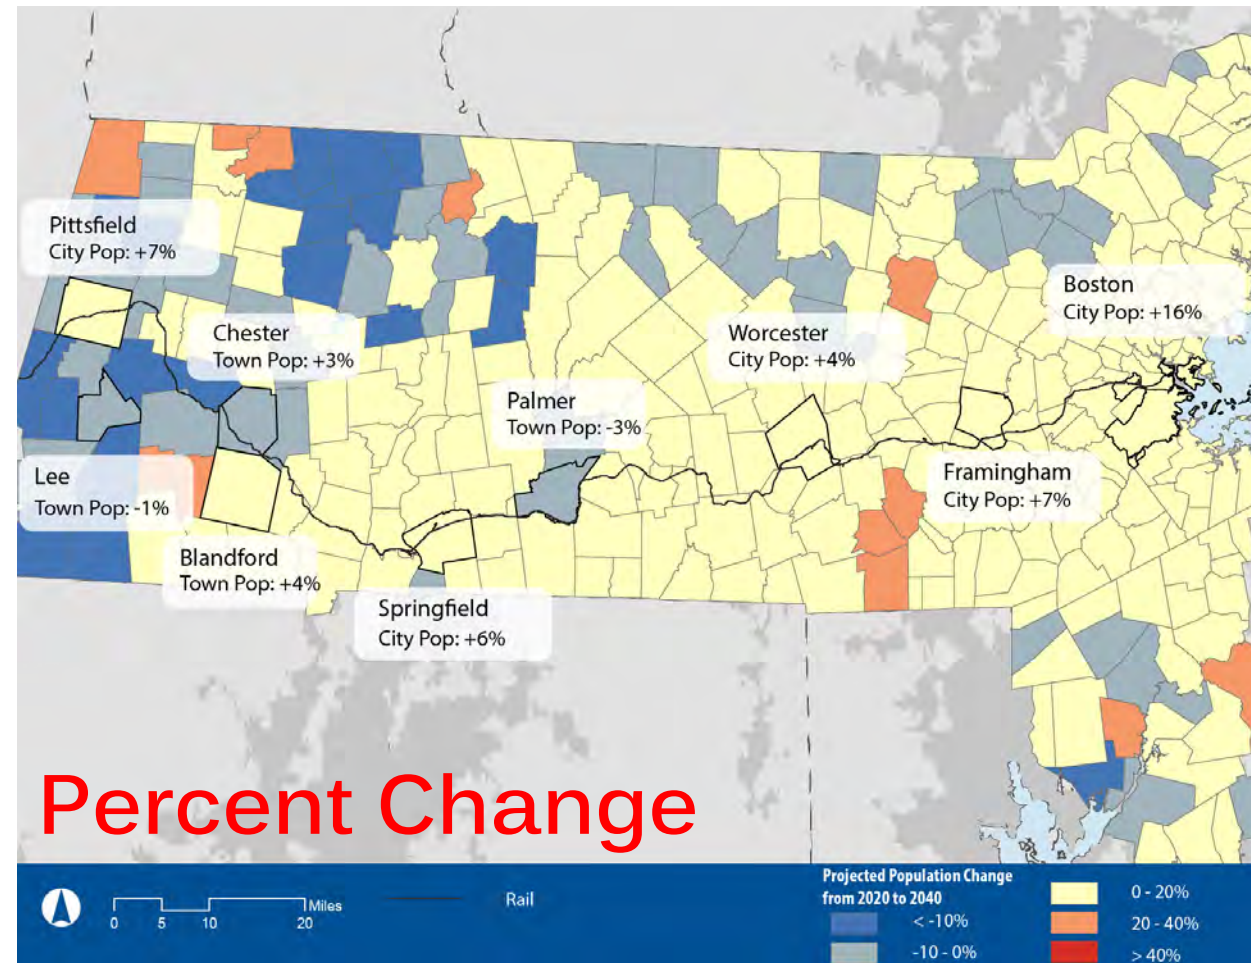 Pittsfield
City Pop: +7%
Boston
City Pop: +16%
Chester
Town Pop: +3%
Worcester
City Pop: +4%
Palmer
Town Pop: -3%
Lee
Town Pop: -1%
Framingham
City Pop: +7%
Blandford
Town Pop: +4%
Springfield
City Pop: +6%
Percent Change
Miles
0 5 10 20
Rail
Projected Population Change
from 2020 to 2040
< -10%
-10 - 0%
0 - 20%
20 - 40%
> 40%